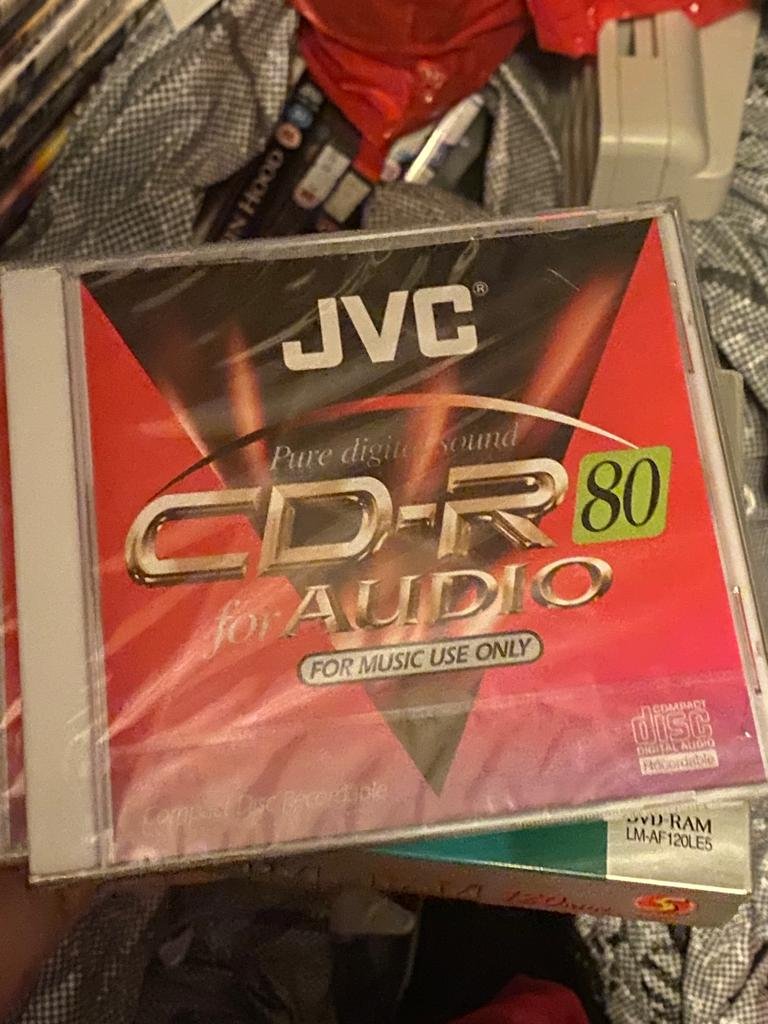 JVC®
Pure digital sound
CD-R 80
for AUDIO
FOR MUSIC USE ONLY
COMPACT
disc
DIGITAL AUDIO
Recordable
Compact Disc Recordable
DVD-RAM
LM-AF120LE5
HOOD